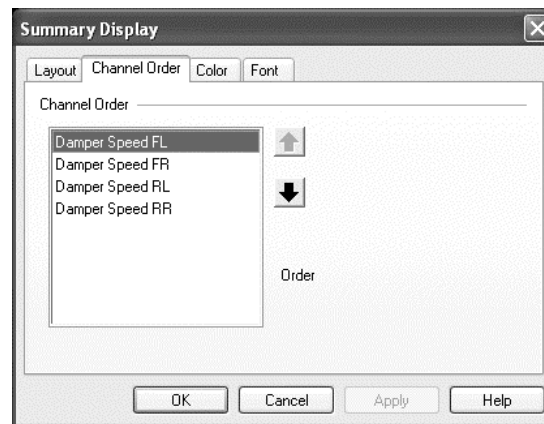 Summary Display
Layout Channel Order Color Font
Channel Order
Damper Speed FL
Damper Speed FR
Damper Speed RL
Damper Speed RR
Order
OK Cancel Apply Help